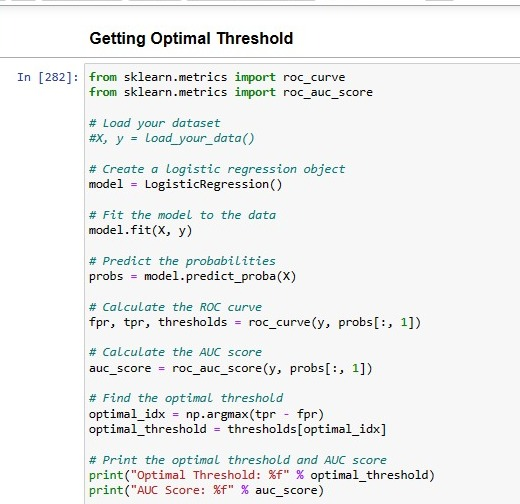 Getting Optimal Threshold
In [282]:
from sklearn.metrics import roc_curve
from sklearn.metrics import roc_auc_score
# Load your dataset
#X, y = load_your_data()
# Create a logistic regression object
model = LogisticRegression()
# Fit the model to the data
model.fit(X, y)
# Predict the probabilities
probs = model.predict_proba(X)
# Calculate the ROC curve
fpr, tpr, thresholds = roc_curve(y, probs[:, 1])
# Calculate the AUC score
auc_score = roc_auc_score(y, probs[:, 1])
# Find the optimal threshold
optimal_idx = np.argmax(tpr - fpr)
optimal_threshold = thresholds[optimal_idx]
# Print the optimal threshold and AUC score
print("Optimal Threshold: %f" % optimal_threshold)
print("AUC Score: %f" % auc_score)